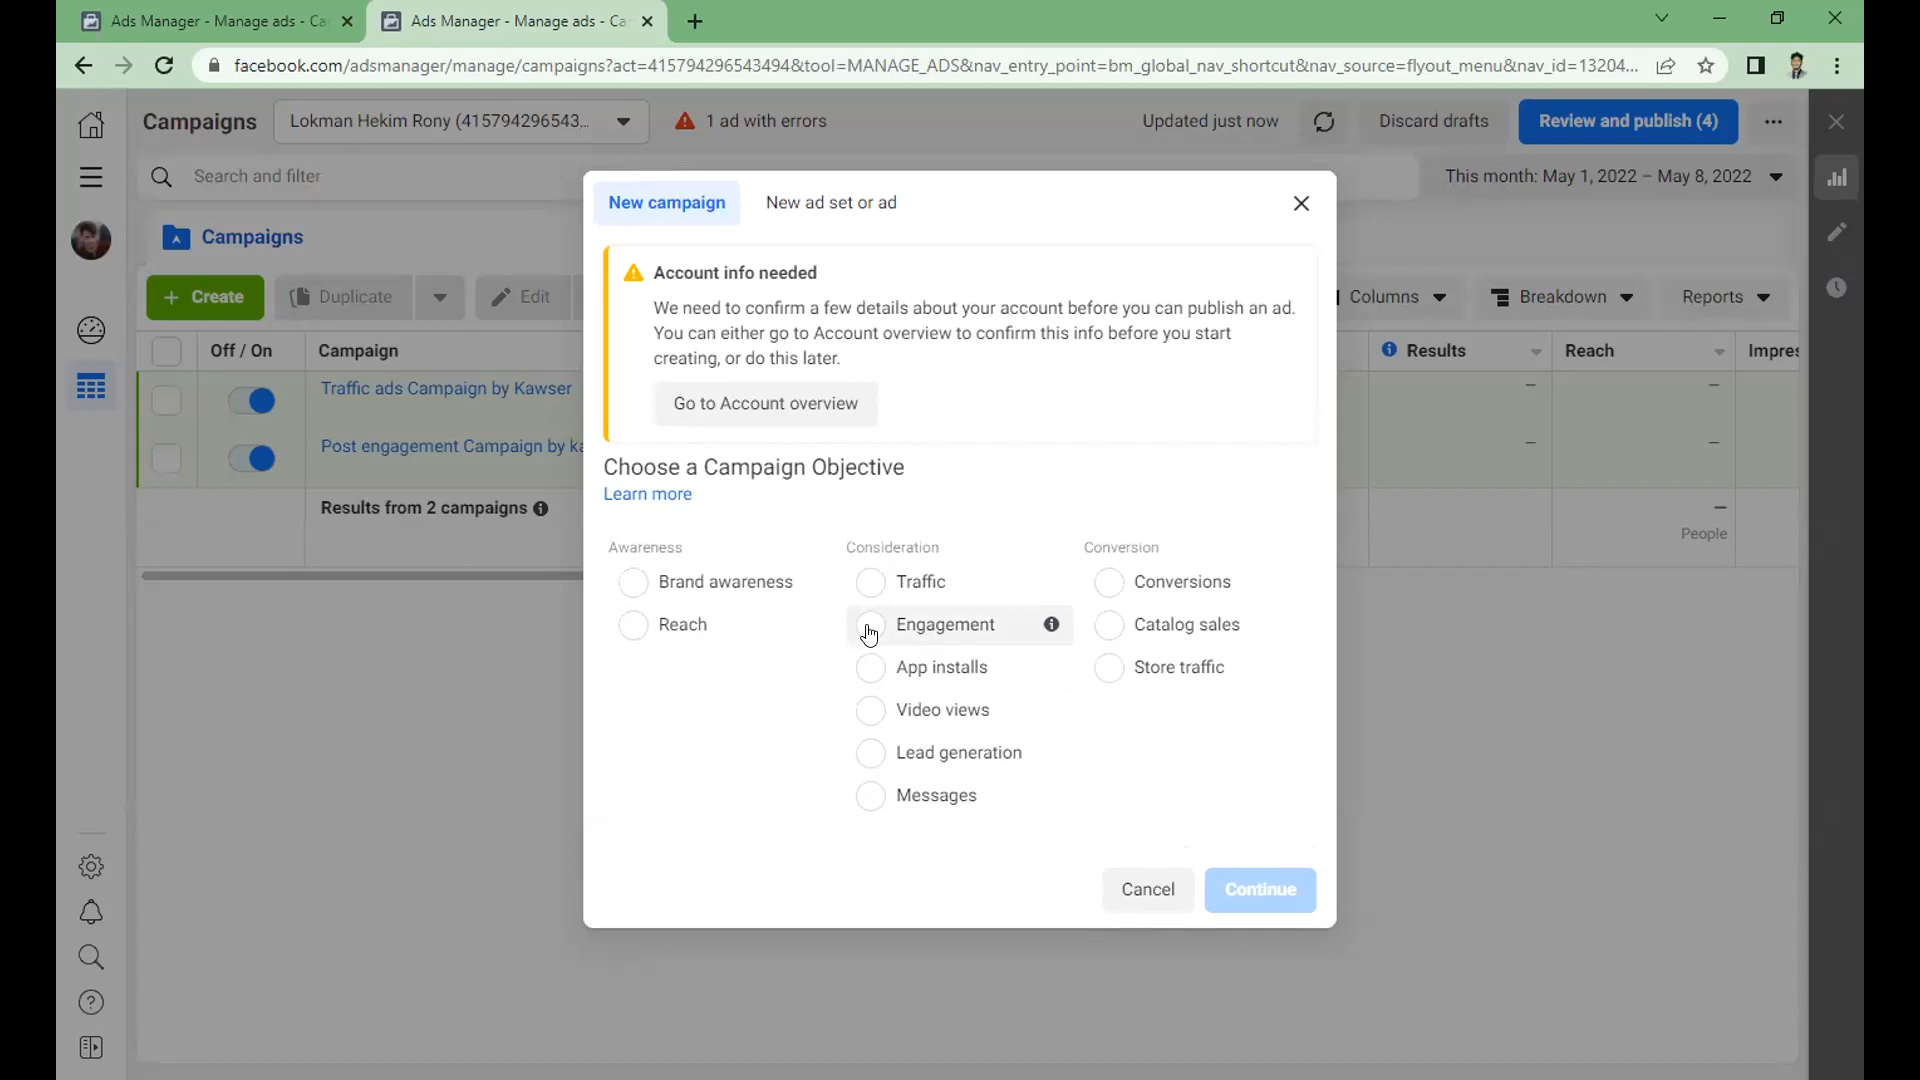 Ads Manager - Manage ads - Ca
Ads Manager - Manage ads - Ca
facebook.com/adsmanager/manage/campaigns?act=415794296543494&tool=MANAGE_ADS&nav_entry_point=bm_global_nav_shortcut&nav_source=flyout_menu&nav_id=13204...
Campaigns
Lokman Hekim Rony (415794296543...
1 ad with errors
Updated just now
Discard drafts
Review and publish (4)
Search and filter
This month: May 1, 2022 – May 8, 2022
Campaigns
Create
Duplicate
Edit
Columns
Breakdown
Reports
Off / On
Campaign
Results
Reach
Impres
Traffic ads Campaign by Kawser
–
–
Post engagement Campaign by ka
–
–
Results from 2 campaigns
–
People
New campaign
New ad set or ad
Account info needed
We need to confirm a few details about your account before you can publish an ad.
You can either go to Account overview to confirm this info before you start
creating, or do this later.
Go to Account overview
Choose a Campaign Objective
Learn more
Awareness
Brand awareness
Reach
Consideration
Traffic
Engagement
App installs
Video views
Lead generation
Messages
Conversion
Conversions
Catalog sales
Store traffic
Cancel
Continue